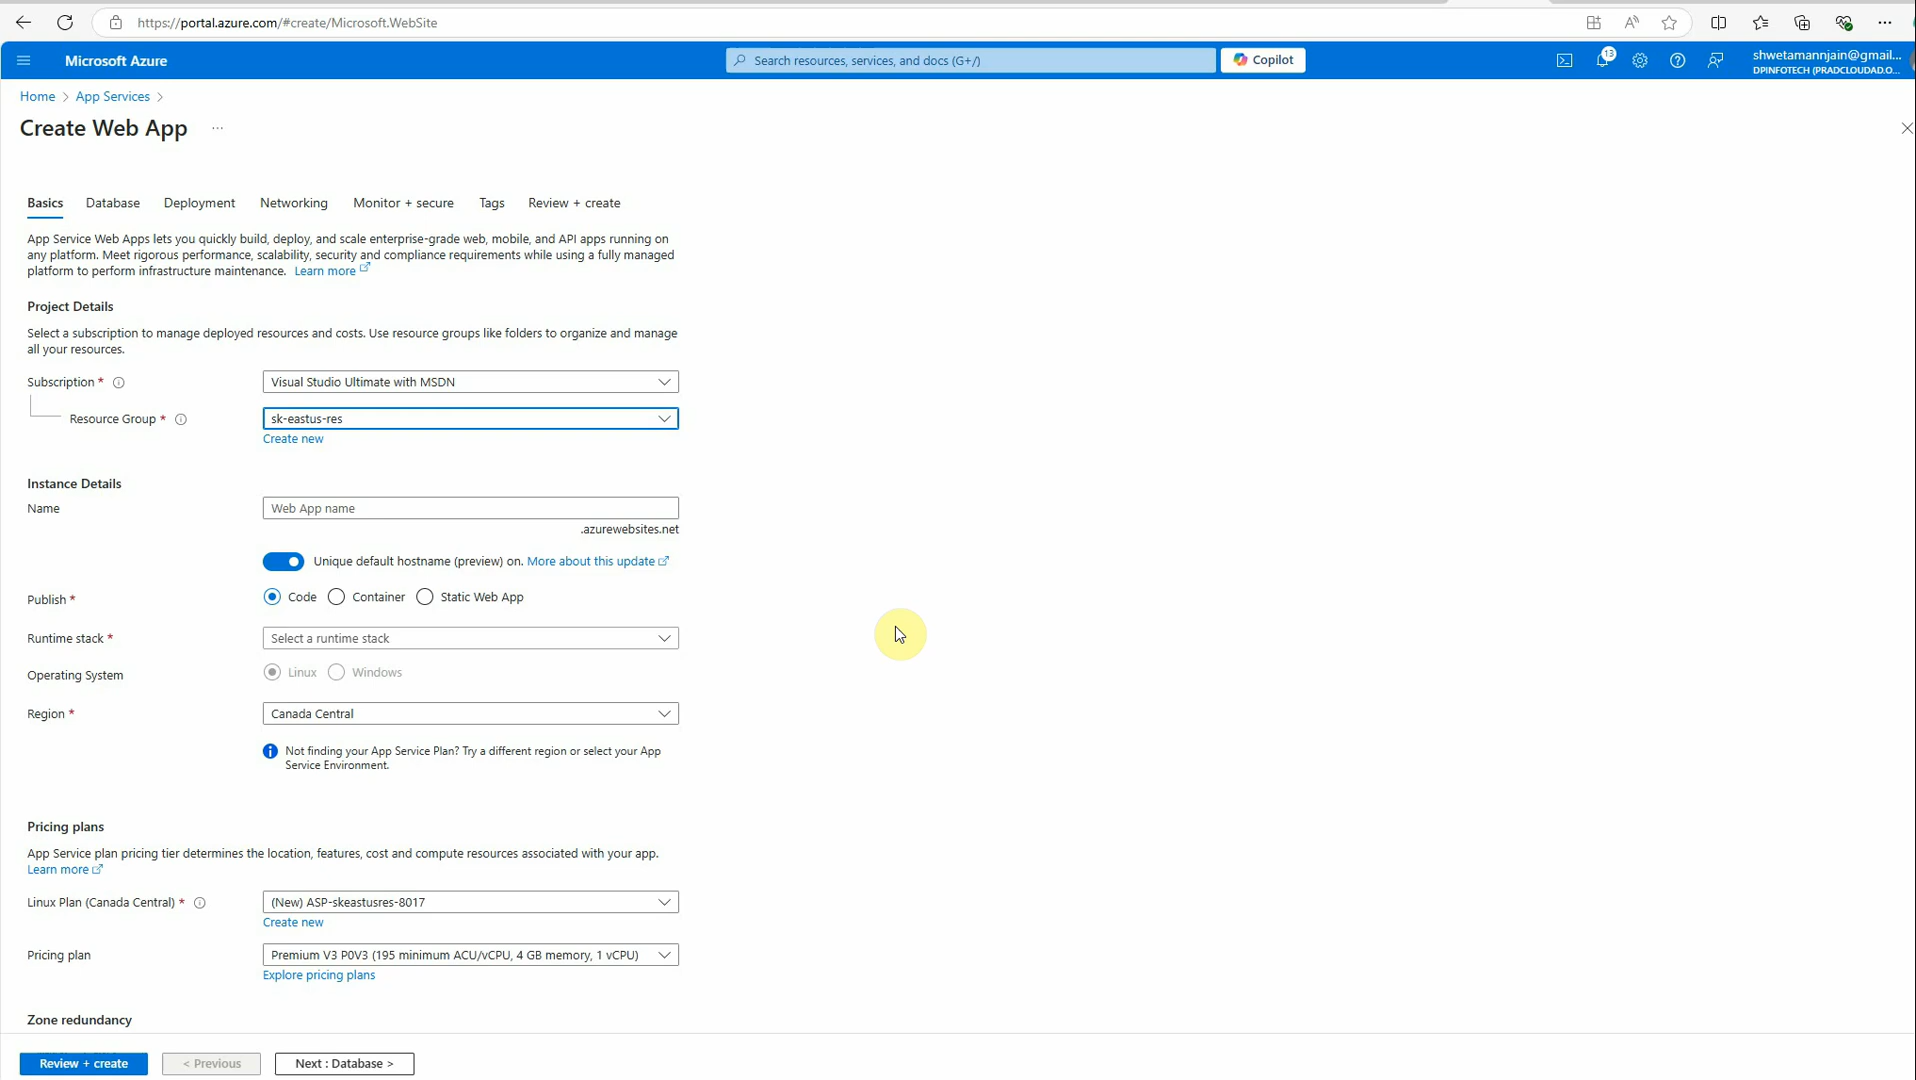 https://portal.azure.com/#create/Microsoft.WebSite
Microsoft Azure
Search resources, services, and docs (G+/)
Copilot
13
shwetamannjain@gmail...
DPINFOTECH (PRADCLOUDAD.O...
Home > App Services >
Create Web App ...
Basics Database Deployment Networking Monitor + secure Tags Review + create
App Service Web Apps lets you quickly build, deploy, and scale enterprise-grade web, mobile, and API apps running on
any platform. Meet rigorous performance, scalability, security and compliance requirements while using a fully managed
platform to perform infrastructure maintenance. Learn more
Project Details
Select a subscription to manage deployed resources and costs. Use resource groups like folders to organize and manage
all your resources.
Subscription * Visual Studio Ultimate with MSDN
Resource Group * sk-eastus-res
Create new
Instance Details
Name Web App name
.azurewebsites.net
Unique default hostname (preview) on. More about this update
Publish * Code Container Static Web App
Runtime stack * Select a runtime stack
Operating System Linux Windows
Region * Canada Central
Not finding your App Service Plan? Try a different region or select your App
Service Environment.
Pricing plans
App Service plan pricing tier determines the location, features, cost and compute resources associated with your app.
Learn more
Linux Plan (Canada Central) * (New) ASP-skeastusres-8017
Create new
Pricing plan Premium V3 P0V3 (195 minimum ACU/vCPU, 4 GB memory, 1 vCPU)
Explore pricing plans
Zone redundancy
Review + create < Previous Next : Database >